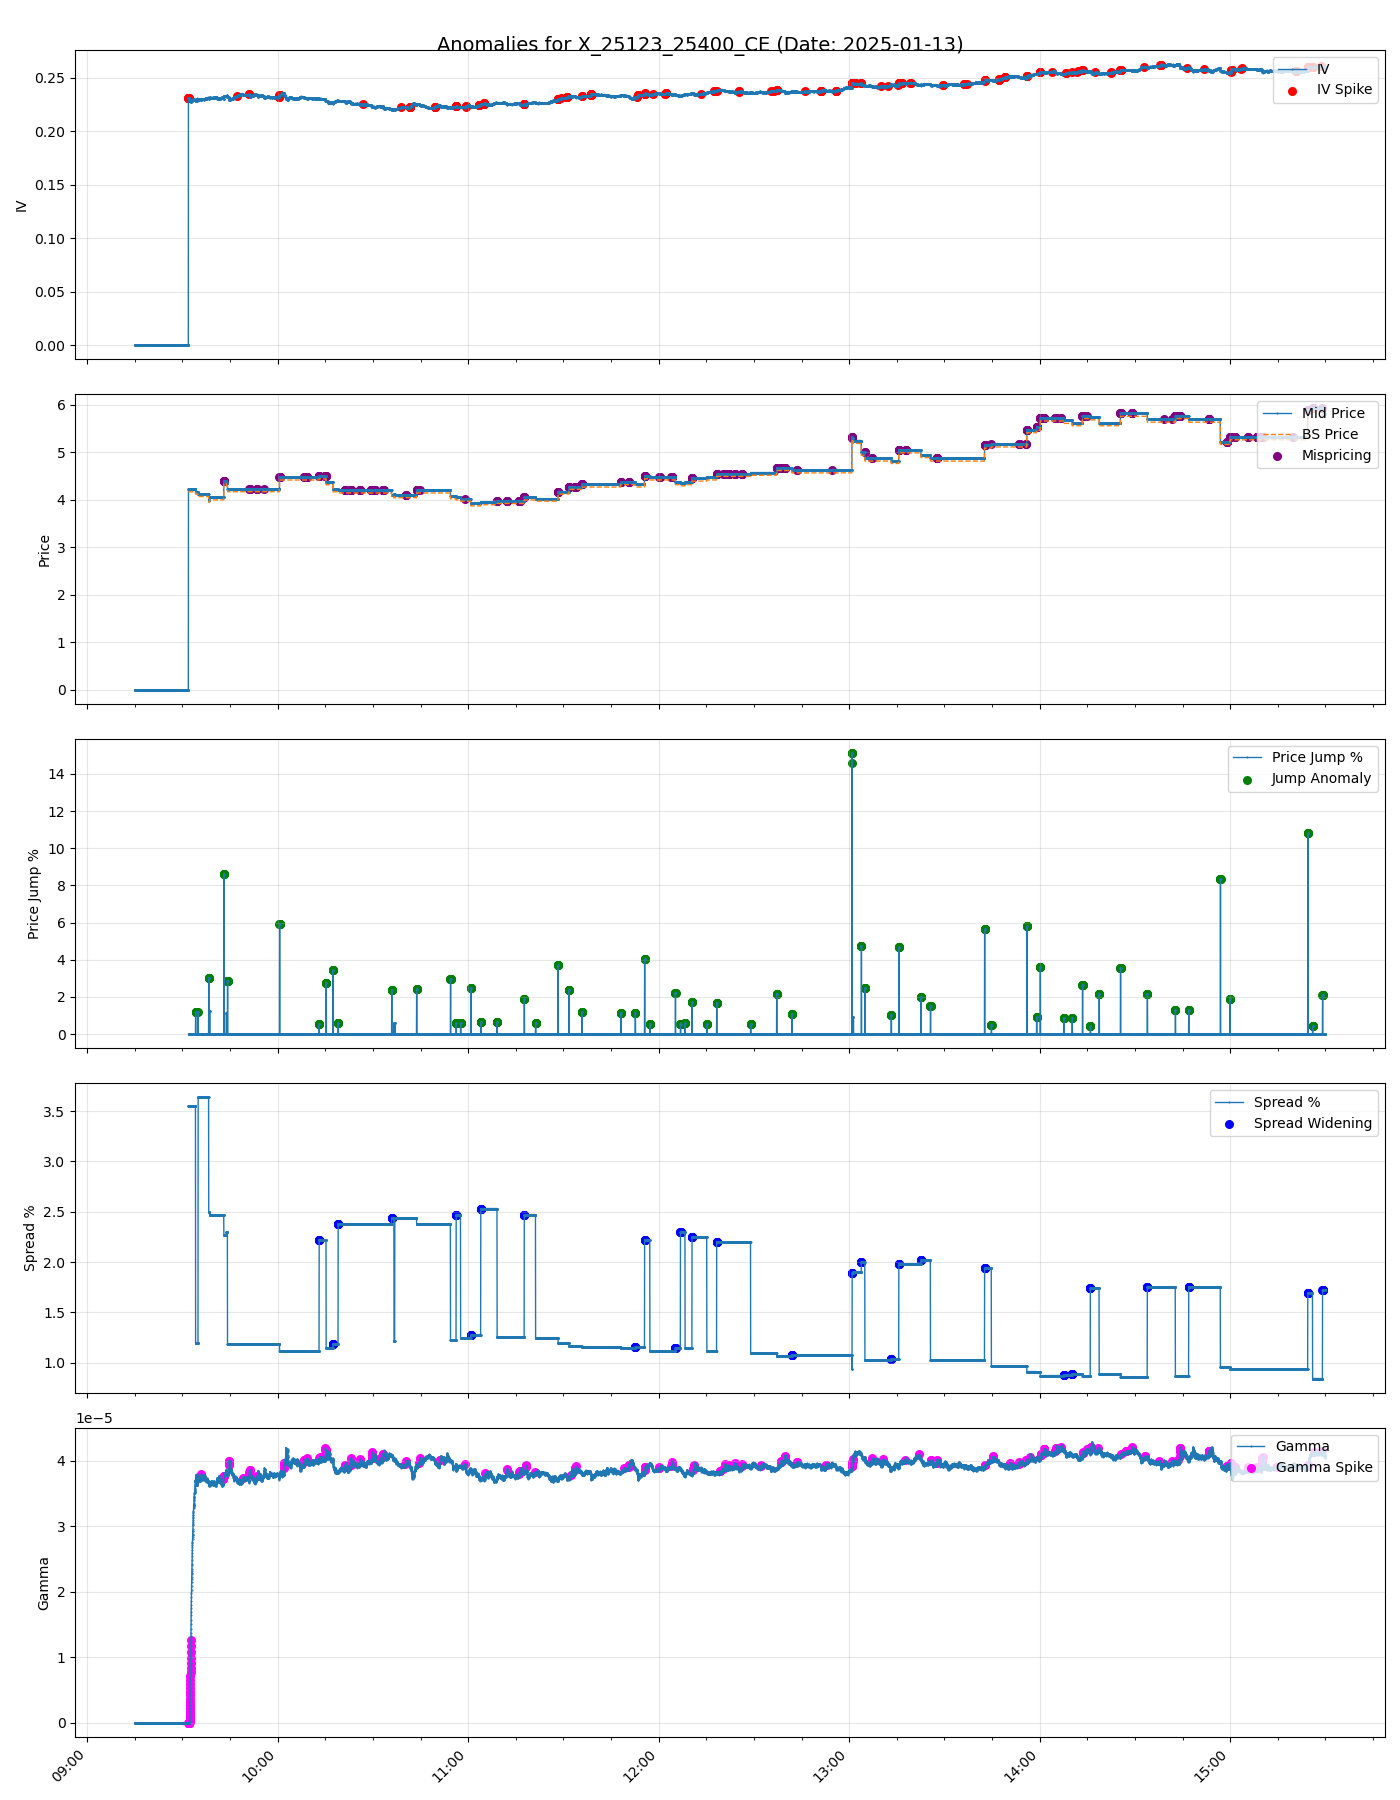 Anomalies for X_25123_25400_CE (Date: 2025-01-13)
IV
0.25
0.20
0.15
0.10
0.05
0.00
IV
IV Spike
Price
6
5
4
3
2
1
0
Mid Price
BS Price
Mispricing
Price Jump %
14
12
10
8
6
4
2
0
Price Jump %
Jump Anomaly
Spread %
3.5
3.0
2.5
2.0
1.5
1.0
Spread %
Spread Widening
1e−5
Gamma
4
3
2
1
0
Gamma
Gamma Spike
09:00
10:00
11:00
12:00
13:00
14:00
15:00